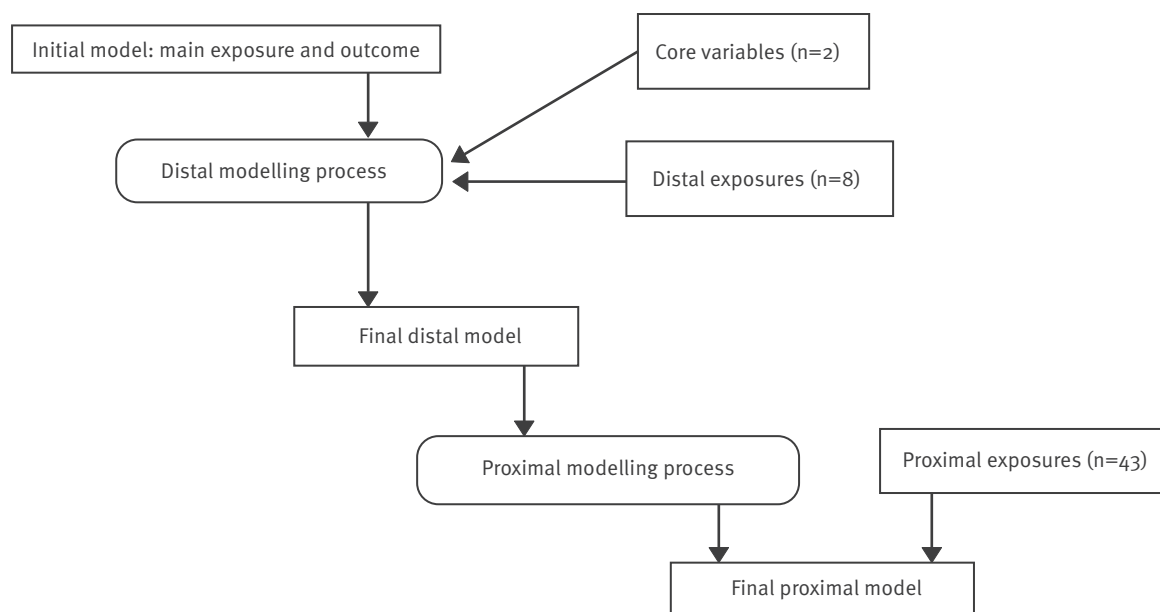 Initial model: main exposure and outcome
Core variables (n=2)
Distal modelling process
Distal exposures (n=8)
Final distal model
Proximal modelling process
Proximal exposures (n=43)
Final proximal model